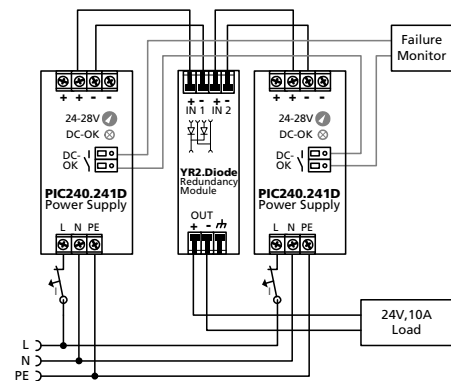 Failure
Monitor
+ + - -
24-28V
DC-OK
DC-
OK
PIC240.241D
Power Supply
L N PE
+ - + -
IN 1 IN 2
YR2.Diode
Redundancy
Module
OUT
+ -
+ + - -
24-28V
DC-OK
DC-
OK
PIC240.241D
Power Supply
L N PE
I
I
24V,10A
Load
L
N
PE